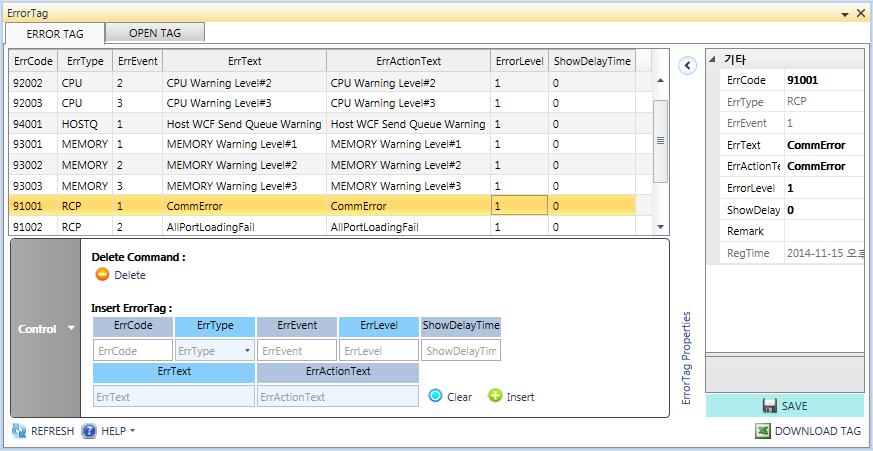 ErrorTag
ERROR TAG OPEN TAG
ErrCode ErrType ErrEvent ErrText ErrActionText ErrorLevel ShowDelayTime
92002 CPU 2 CPU Warning Level#2 CPU Warning Level#2 1 0
92003 CPU 3 CPU Warning Level#3 CPU Warning Level#3 1 0
94001 HOSTQ 1 Host WCF Send Queue Warning Host WCF Send Queue Warning 1 0
93001 MEMORY 1 MEMORY Warning Level#1 MEMORY Warning Level#1 1 0
93002 MEMORY 2 MEMORY Warning Level#2 MEMORY Warning Level#2 1 0
93003 MEMORY 3 MEMORY Warning Level#3 MEMORY Warning Level#3 1 0
91001 RCP 1 CommError CommError 1 0
91002 RCP 2 AllPortLoadingFail AllPortLoadingFail 1 0
Control
Delete Command :
Delete
Insert ErrorTag :
ErrCode ErrType ErrEvent ErrLevel ShowDelayTime
ErrCode ErrType ErrEvent ErrLevel ShowDelayTim
ErrText ErrActionText
ErrText ErrActionText Clear Insert
ErrorTag Properties
기타
ErrCode 91001
ErrType RCP
ErrEvent 1
ErrText CommError
ErrActionTe CommError
ErrorLevel 1
ShowDelay 0
Remark
RegTime 2014-11-15 오후
SAVE
REFRESH HELP DOWNLOAD TAG